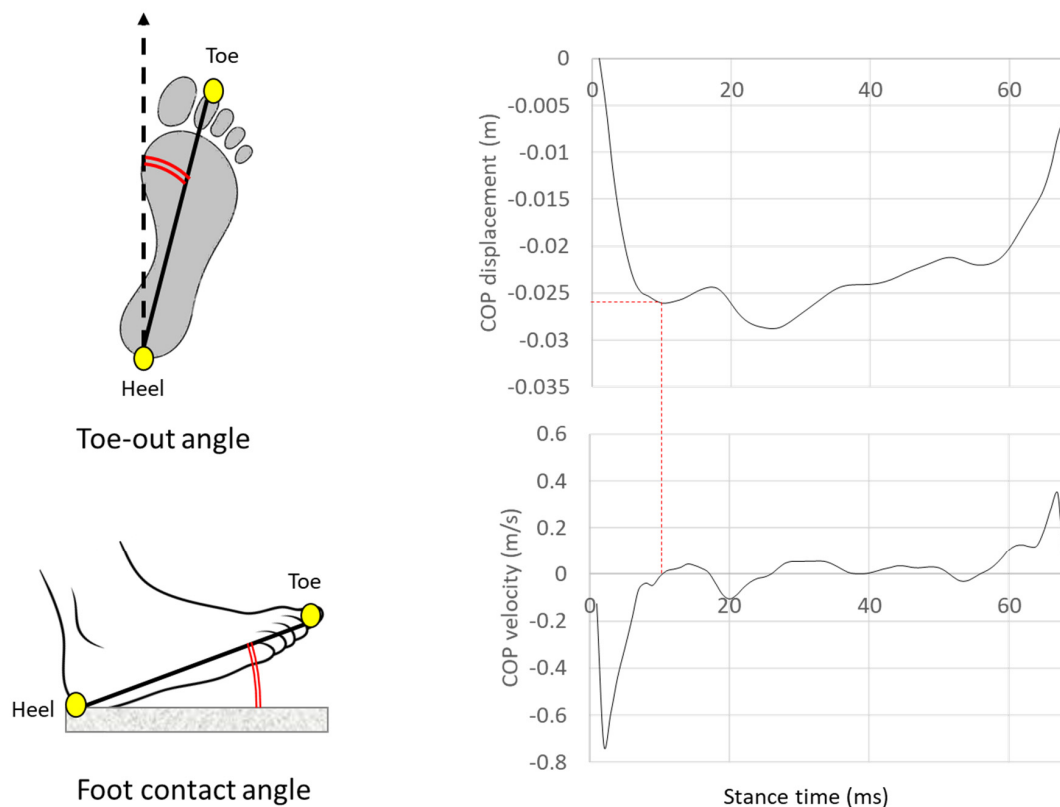 Toe
Heel
Toe-out angle
Toe
Heel
Foot contact angle
COP displacement (m)
0
-0.005
-0.01
-0.015
-0.02
-0.025
-0.03
-0.035
0
20
40
60
COP velocity (m/s)
0.6
0.4
0.2
0
-0.2
-0.4
-0.6
-0.8
0
20
40
60
Stance time (ms)